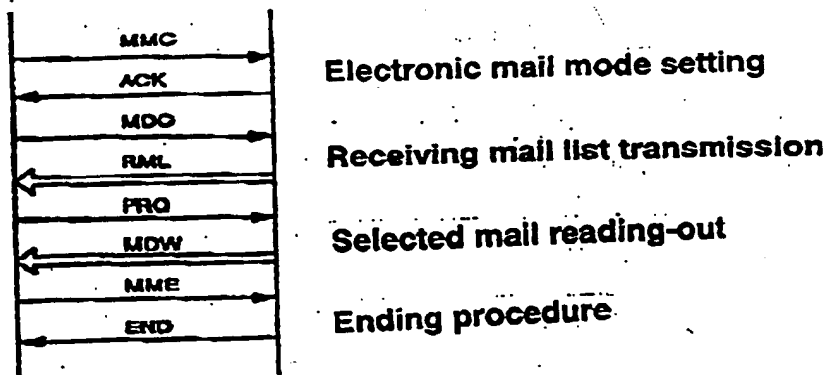 MMC
Electronic mail mode setting
ACK
MDO
Receiving mail list transmission
RML
PRQ
Selected mail reading-out
MDW
MME
Ending procedure
END